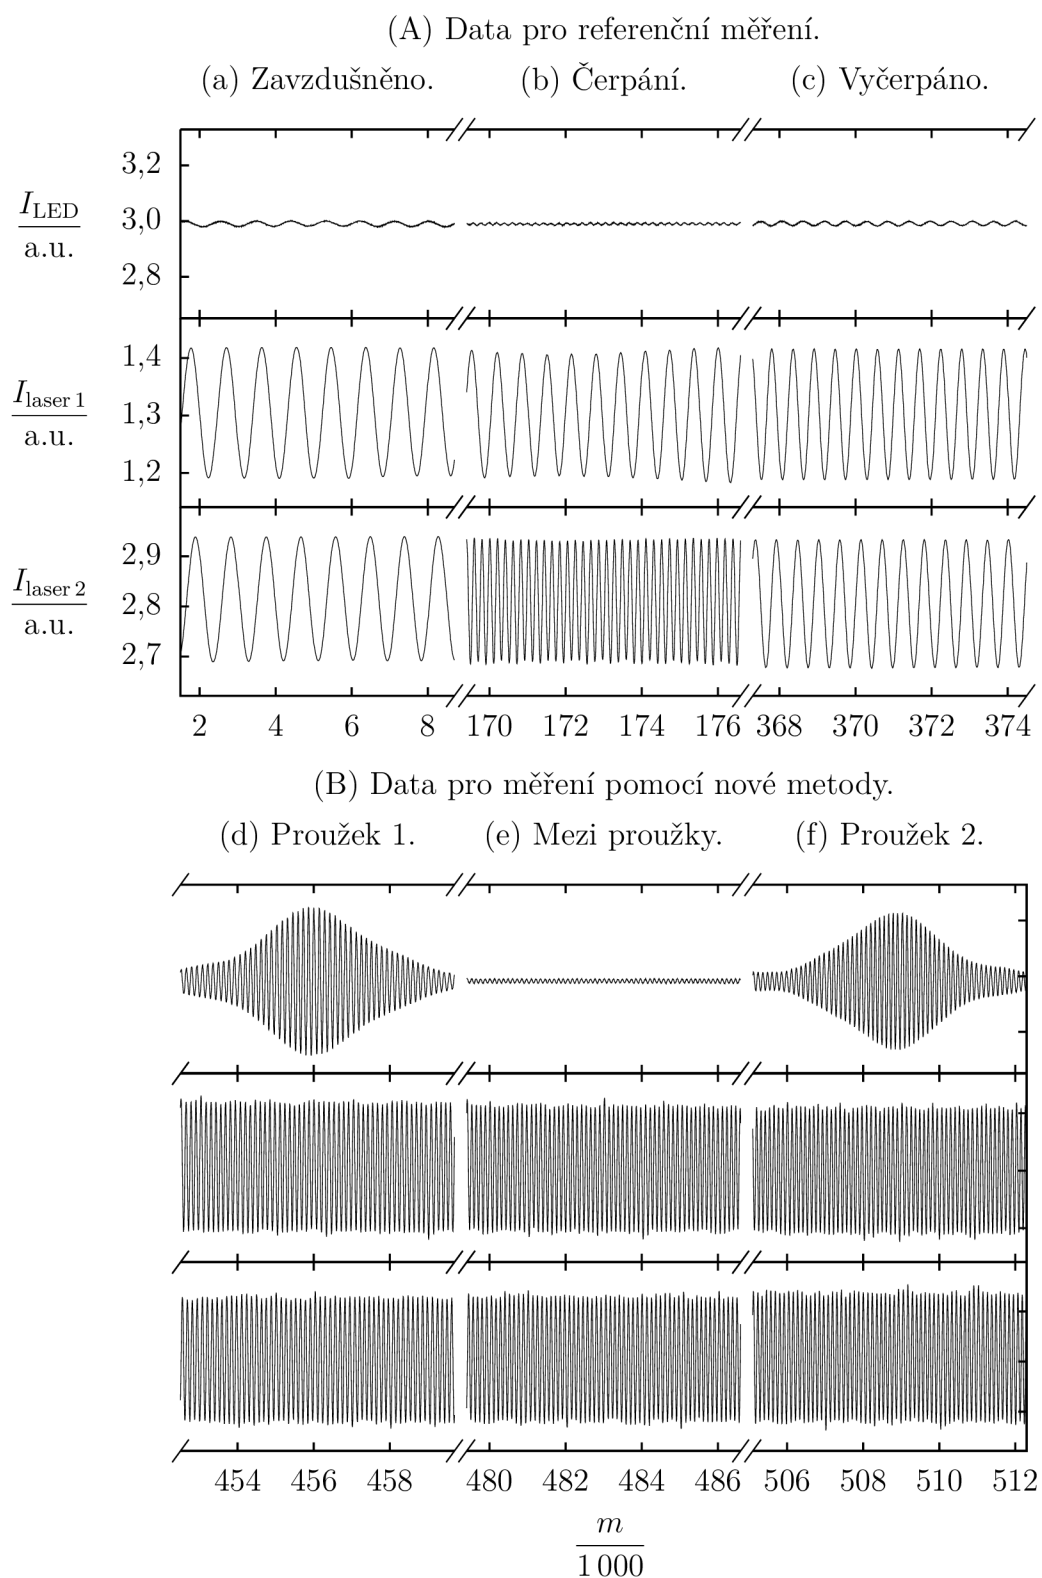 (A) Data pro referenční měření.
(a) Zavzdušněno. (b) Čerpání. (c) Vyčerpáno.
3,2
I_LED 3,0
a.u. 2,8
1,4
I_laser 1 1,3
a.u. 1,2
2,9
I_laser 2 2,8
a.u. 2,7
2 4 6 8 170 172 174 176 368 370 372 374
(B) Data pro měření pomocí nové metody.
(d) Proužek 1. (e) Mezi proužky. (f) Proužek 2.
454 456 458 480 482 484 486 506 508 510 512
m
1 000